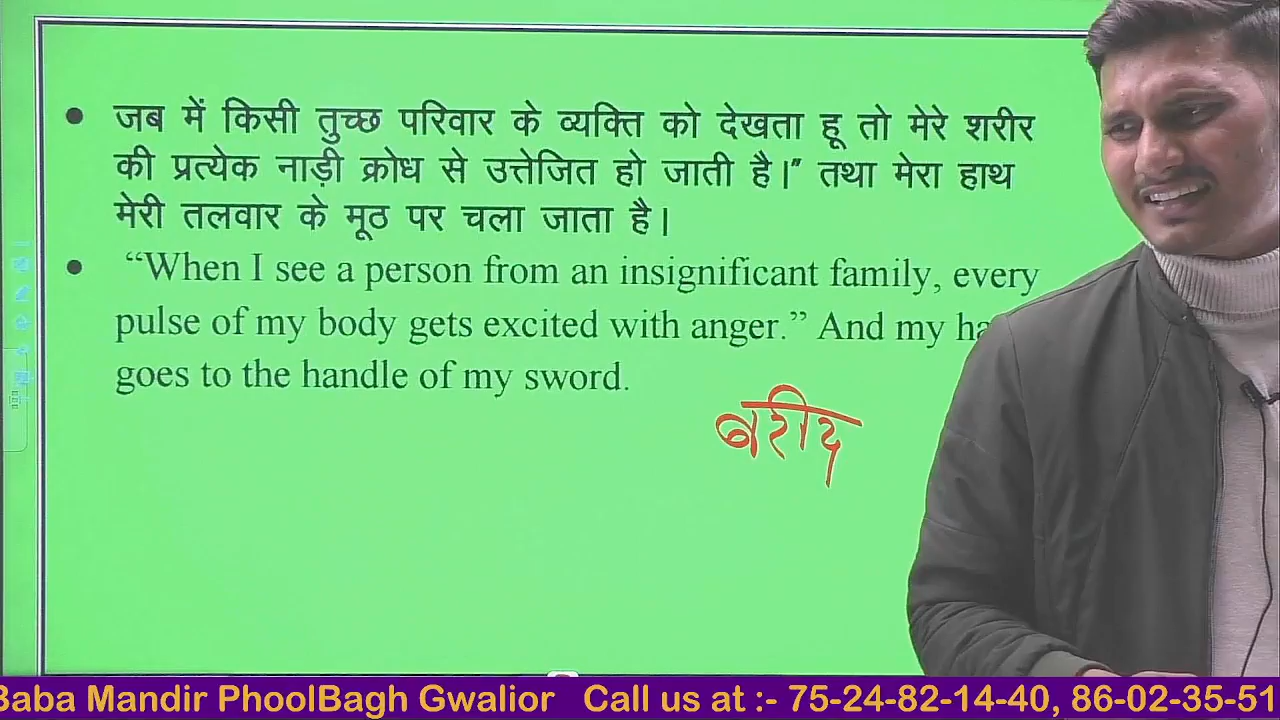 • जब में किसी तुच्छ परिवार के व्यक्ति को देखता हू तो मेरे शरीर
की प्रत्येक नाड़ी क्रोध से उत्तेजित हो जाती है।” तथा मेरा हाथ
मेरी तलवार के मूठ पर चला जाता है।
• “When I see a person from an insignificant family, every
pulse of my body gets excited with anger.” And my
goes to the handle of my sword.
बरीद
Baba Mandir PhoolBagh Gwalior Call us at :- 75-24-82-14-40, 86-02-35-51